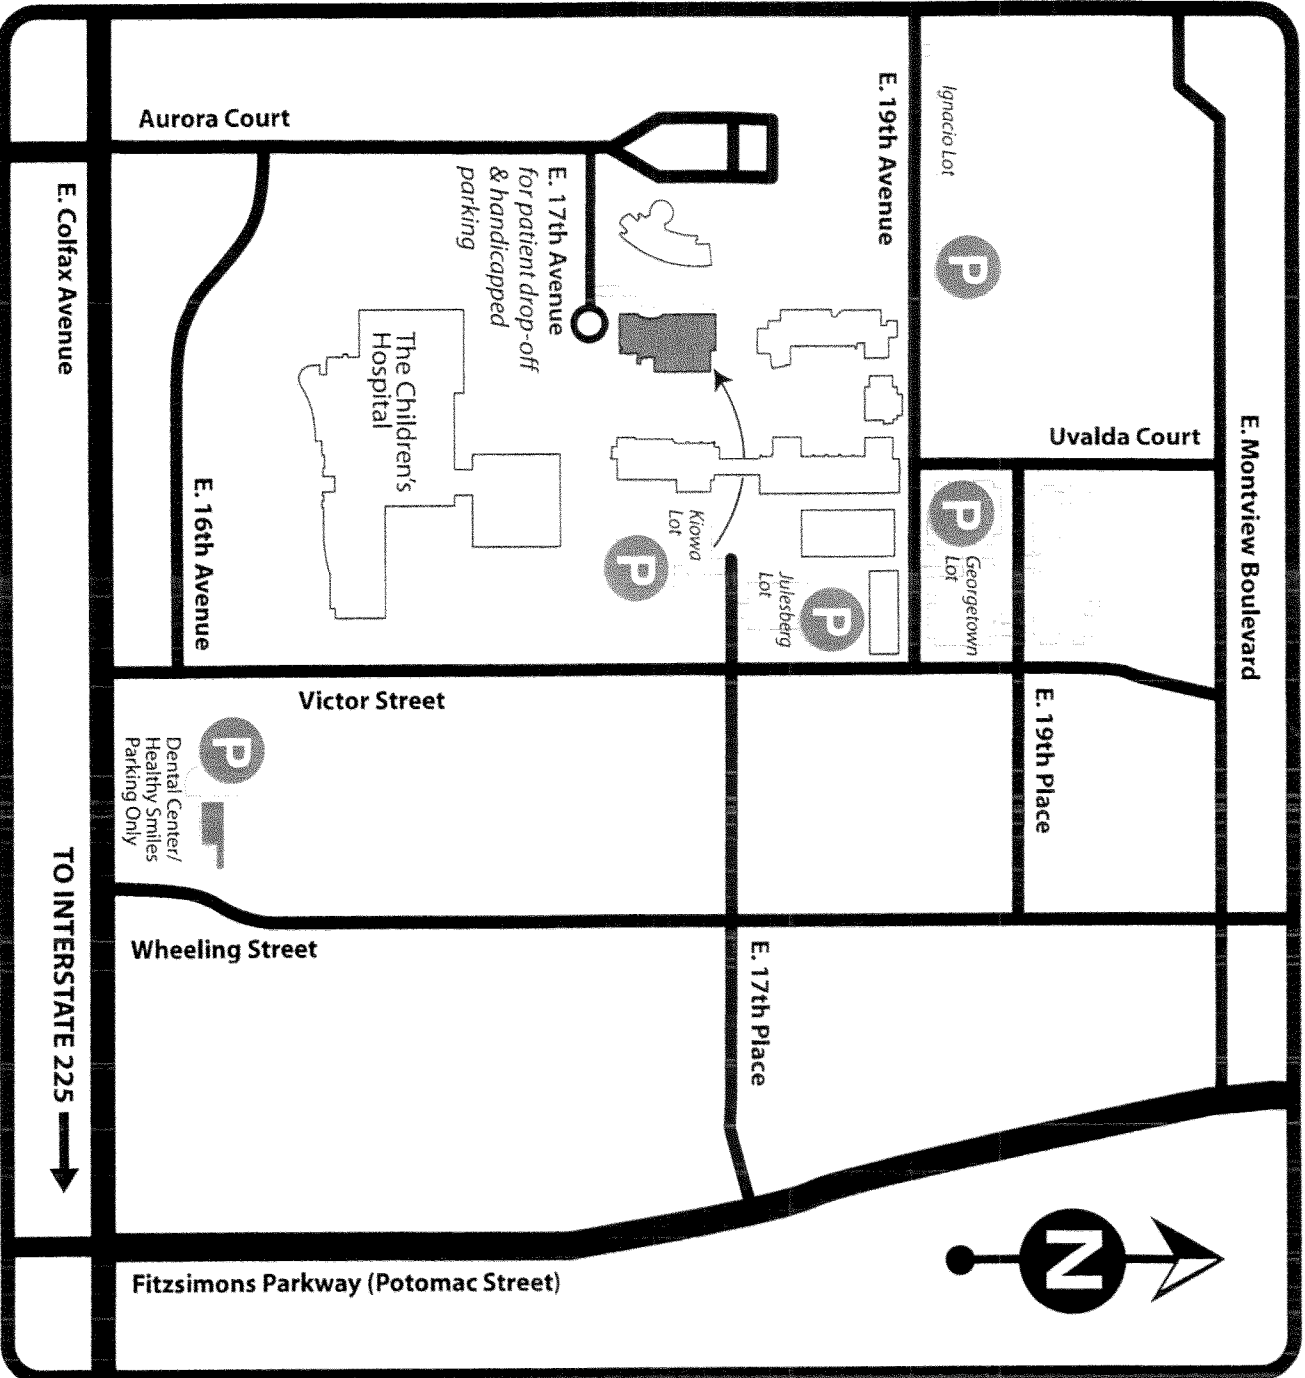 Aurora Court
E. Colfax Avenue
E. 17th Avenue
for patient drop-off
& handicapped
parking
E. 19th Avenue
Ignacio Lot
P
The Children's
Hospital
E. 16th Avenue
Uvalda Court
E. Montview Boulevard
P
Georgetown
Lot
Kiowa
Lot
P
Julesberg
Lot
P
Victor Street
E. 19th Place
P
Dental Center/
Healthy Smiles
Parking Only
TO INTERSTATE 225
Wheeling Street
E. 17th Place
Fitzsimons Parkway (Potomac Street)
N